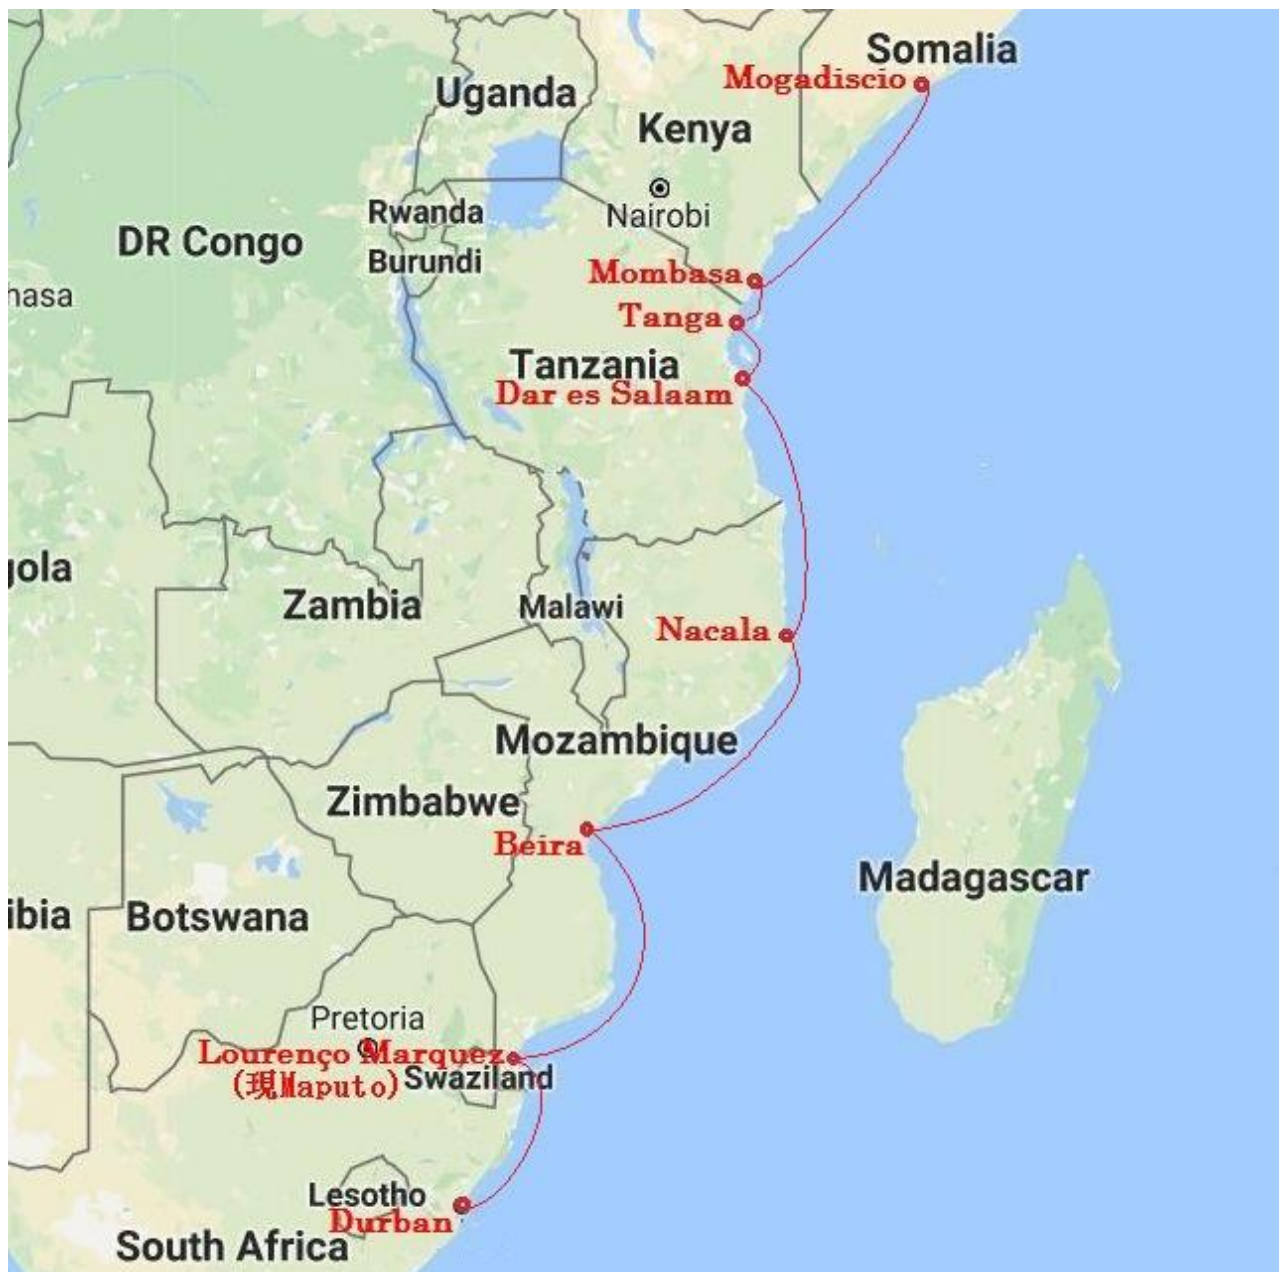 Somalia
Mogadiscio
Uganda
Kenya
Nairobi
Rwanda
DR Congo
Burundi
Mombasa
nasa
Tanga
Tanzania
Dar es Salaam
gola
Zambia
Malawi
Nacala
Mozambique
Zimbabwe
Beira
Madagascar
ibia
Botswana
Pretoria
Lourenço Marquez
(現Maputo)
Swaziland
Lesotho
Durban
South Africa